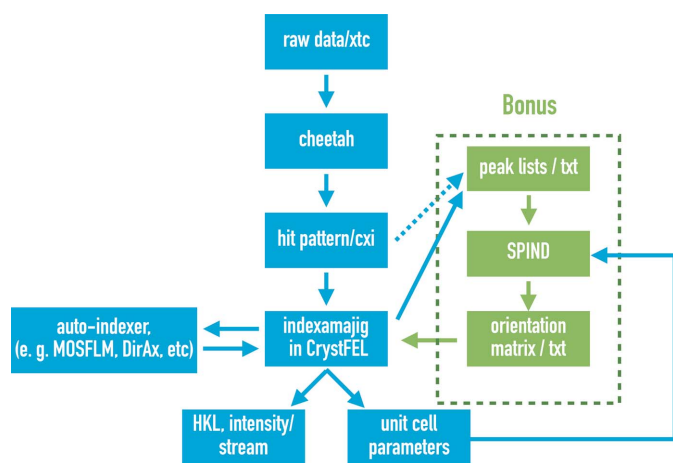 raw data/xtc
Bonus
cheetah
peak lists / txt
hit pattern/cxi
SPIND
auto-indexer,
(e. g. MOSFLM, DirAx, etc)
indexamajig
in CrystFEL
orientation
matrix / txt
HKL, intensity/
stream
unit cell
parameters